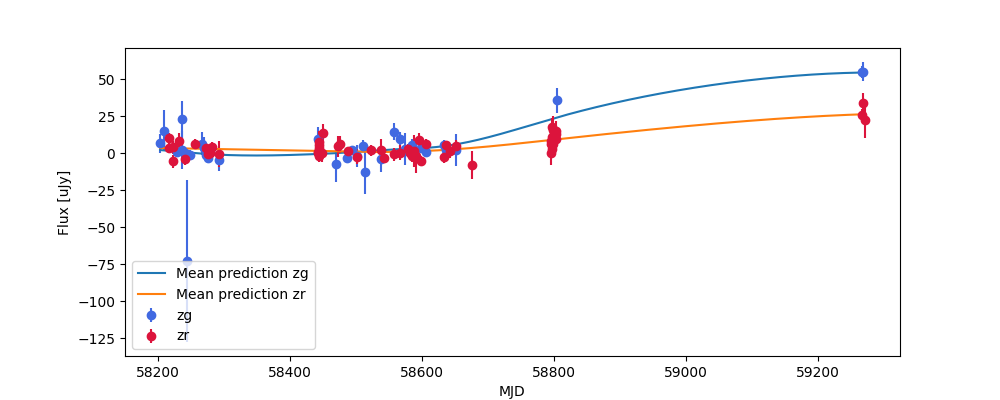 50
25
0
−25
−50
−75
−100
−125
Flux [uJy]
Mean prediction zg
Mean prediction zr
zg
zr
58200 58400 58600 58800 59000 59200
MJD